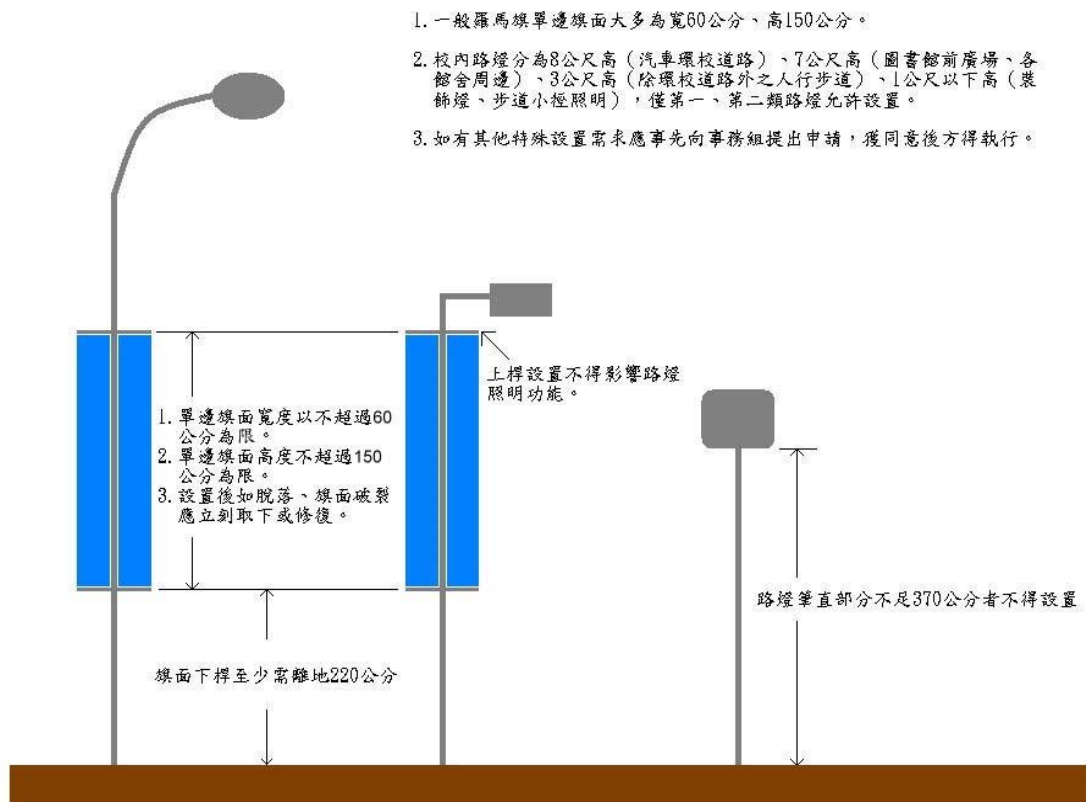 1. 一般羅馬旗單邊旗面大多為寬60公分、高150公分。
2. 校內路燈分為8公尺高（汽車環校道路）、7公尺高（圖書館前廣場、各
館舍周邊）、3公尺高（除環校道路外之人行步道）、1公尺以下高（裝
飾燈、步道小徑照明），僅第一、第二類路燈允許設置。
3. 如有其他特殊設置需求應事先向事務組提出申請，獲同意後方得執行。
上桿設置不得影響路燈
照明功能。
1. 單邊旗面寬度以不超過60
公分為限。
2. 單邊旗面高度不超過150
公分為限。
3. 設置後如脫落、旗面破裂
應立刻取下或修復。
路燈筆直部分不足370公分者不得設置
旗面下桿至少需離地220公分